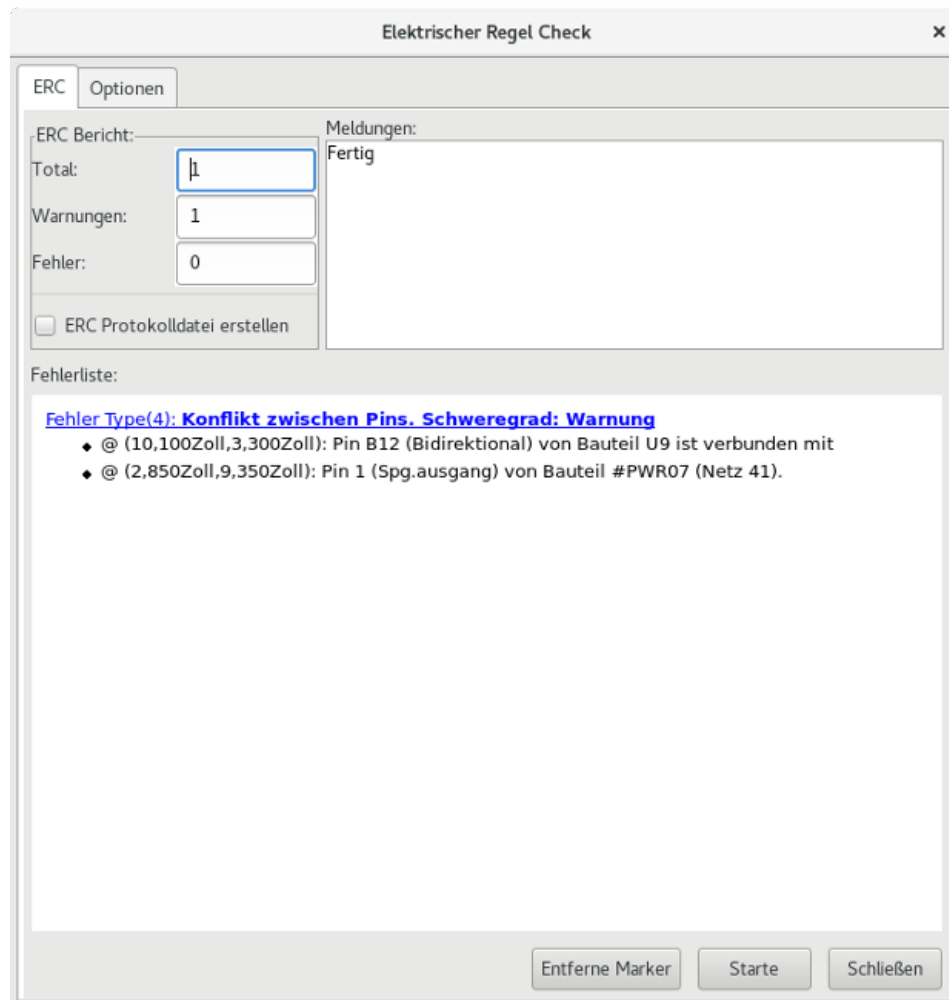 Elektrischer Regel Check
ERC
Optionen
ERC Bericht:
Total:
1
Warnungen:
1
Fehler:
0
ERC Protokolldatei erstellen
Meldungen:
Fertig
Fehlerliste:
Fehler Type(4): Konflikt zwischen Pins. Schweregrad: Warnung
@ (10,100Zoll,3,300Zoll): Pin B12 (Bidirektional) von Bauteil U9 ist verbunden mit
@ (2,850Zoll,9,350Zoll): Pin 1 (Spg.ausgang) von Bauteil #PWR07 (Netz 41).
Entferne Marker
Starte
Schließen